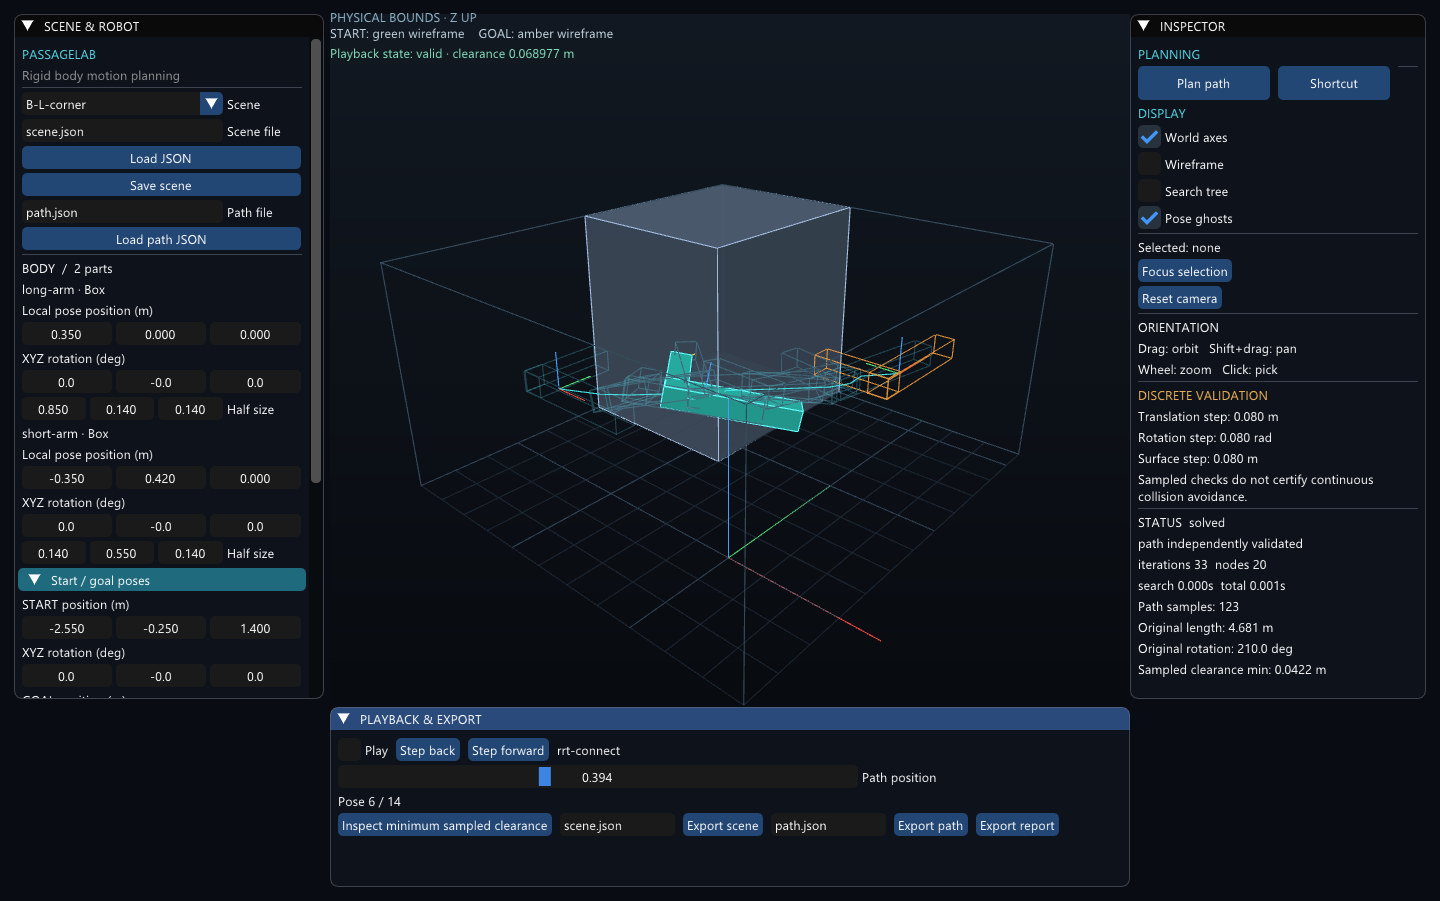 SCENE & ROBOT
PASSAGELAB
Rigid body motion planning
B-L-corner Scene
scene.json Scene file
Load JSON
Save scene
path.json Path file
Load path JSON
BODY / 2 parts
long-arm · Box
Local pose position (m)
0.350 0.000 0.000
XYZ rotation (deg)
0.0 -0.0 0.0
0.850 0.140 0.140 Half size
short-arm · Box
Local pose position (m)
-0.350 0.420 0.000
XYZ rotation (deg)
0.0 -0.0 0.0
0.140 0.550 0.140 Half size
Start / goal poses
START position (m)
-2.550 -0.250 1.400
XYZ rotation (deg)
0.0 -0.0 0.0
PHYSICAL BOUNDS · Z UP
START: green wireframe GOAL: amber wireframe
Playback state: valid · clearance 0.068977 m
PLAYBACK & EXPORT
Play Step back Step forward rrt-connect
0.394 Path position
Pose 6 / 14
Inspect minimum sampled clearance scene.json Export scene path.json Export path Export report
INSPECTOR
PLANNING
Plan path Shortcut
DISPLAY
World axes
Wireframe
Search tree
Pose ghosts
Selected: none
Focus selection
Reset camera
ORIENTATION
Drag: orbit Shift+drag: pan
Wheel: zoom Click: pick
DISCRETE VALIDATION
Translation step: 0.080 m
Rotation step: 0.080 rad
Surface step: 0.080 m
Sampled checks do not certify continuous
collision avoidance.
STATUS solved
path independently validated
iterations 33 nodes 20
search 0.000s total 0.001s
Path samples: 123
Original length: 4.681 m
Original rotation: 210.0 deg
Sampled clearance min: 0.0422 m